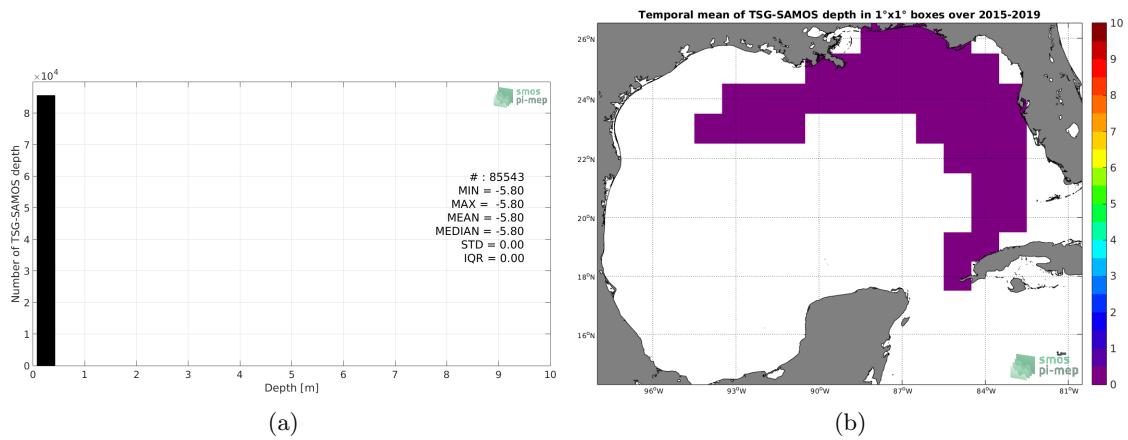 Temporal mean of TSG-SAMOS depth in 1°x1° boxes over 2015-2019
×10⁴
Number of TSG-SAMOS depth
8
7
6
5
4
3
2
1
0
smos
pi-mep
# : 85543
MIN = -5.80
MAX = -5.80
MEAN = -5.80
MEDIAN = -5.80
STD = 0.00
IQR = 0.00
0 1 2 3 4 5 6 7 8 9 10
Depth [m]
(a)
26°N
24°N
22°N
20°N
18°N
16°N
96°W 93°W 90°W 87°W 84°W 81°W
smos
pi-mep
10
9
8
7
6
5
4
3
2
1
0
(b)